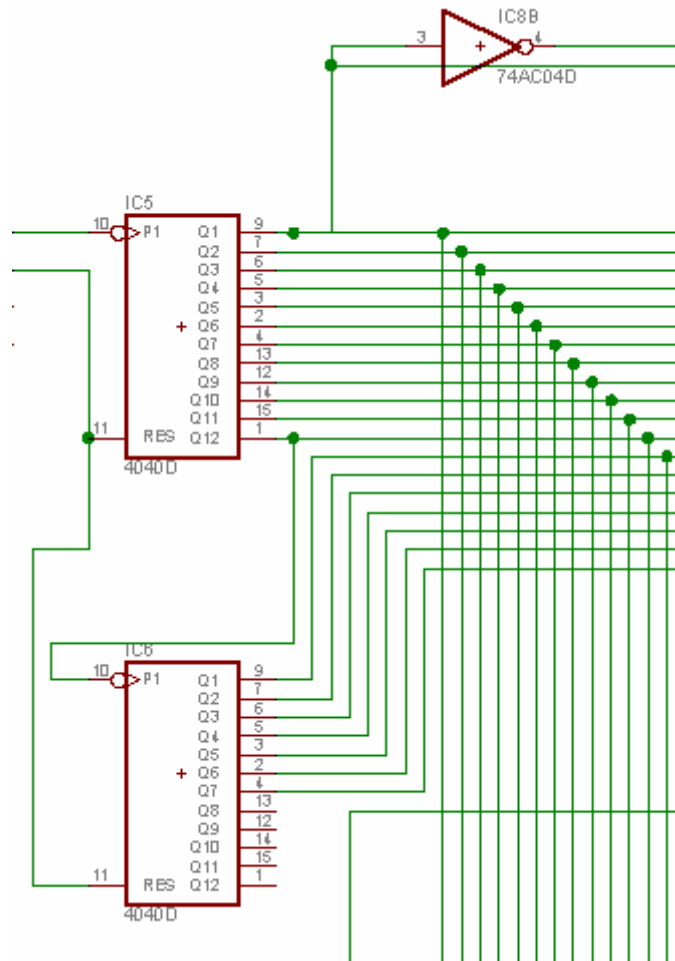 IC8B
3 4
74AC04D
IC5
10 P1 Q1 9
Q2 7
Q3 6
Q4 5
Q5 3
Q6 2
Q7 4
Q8 13
Q9 12
Q10 14
Q11 15
11 RES Q12 1
4040D
IC6
10 P1 Q1 9
Q2 7
Q3 6
Q4 5
Q5 3
Q6 2
Q7 4
Q8 13
Q9 12
Q10 14
Q11 15
11 RES Q12 1
4040D